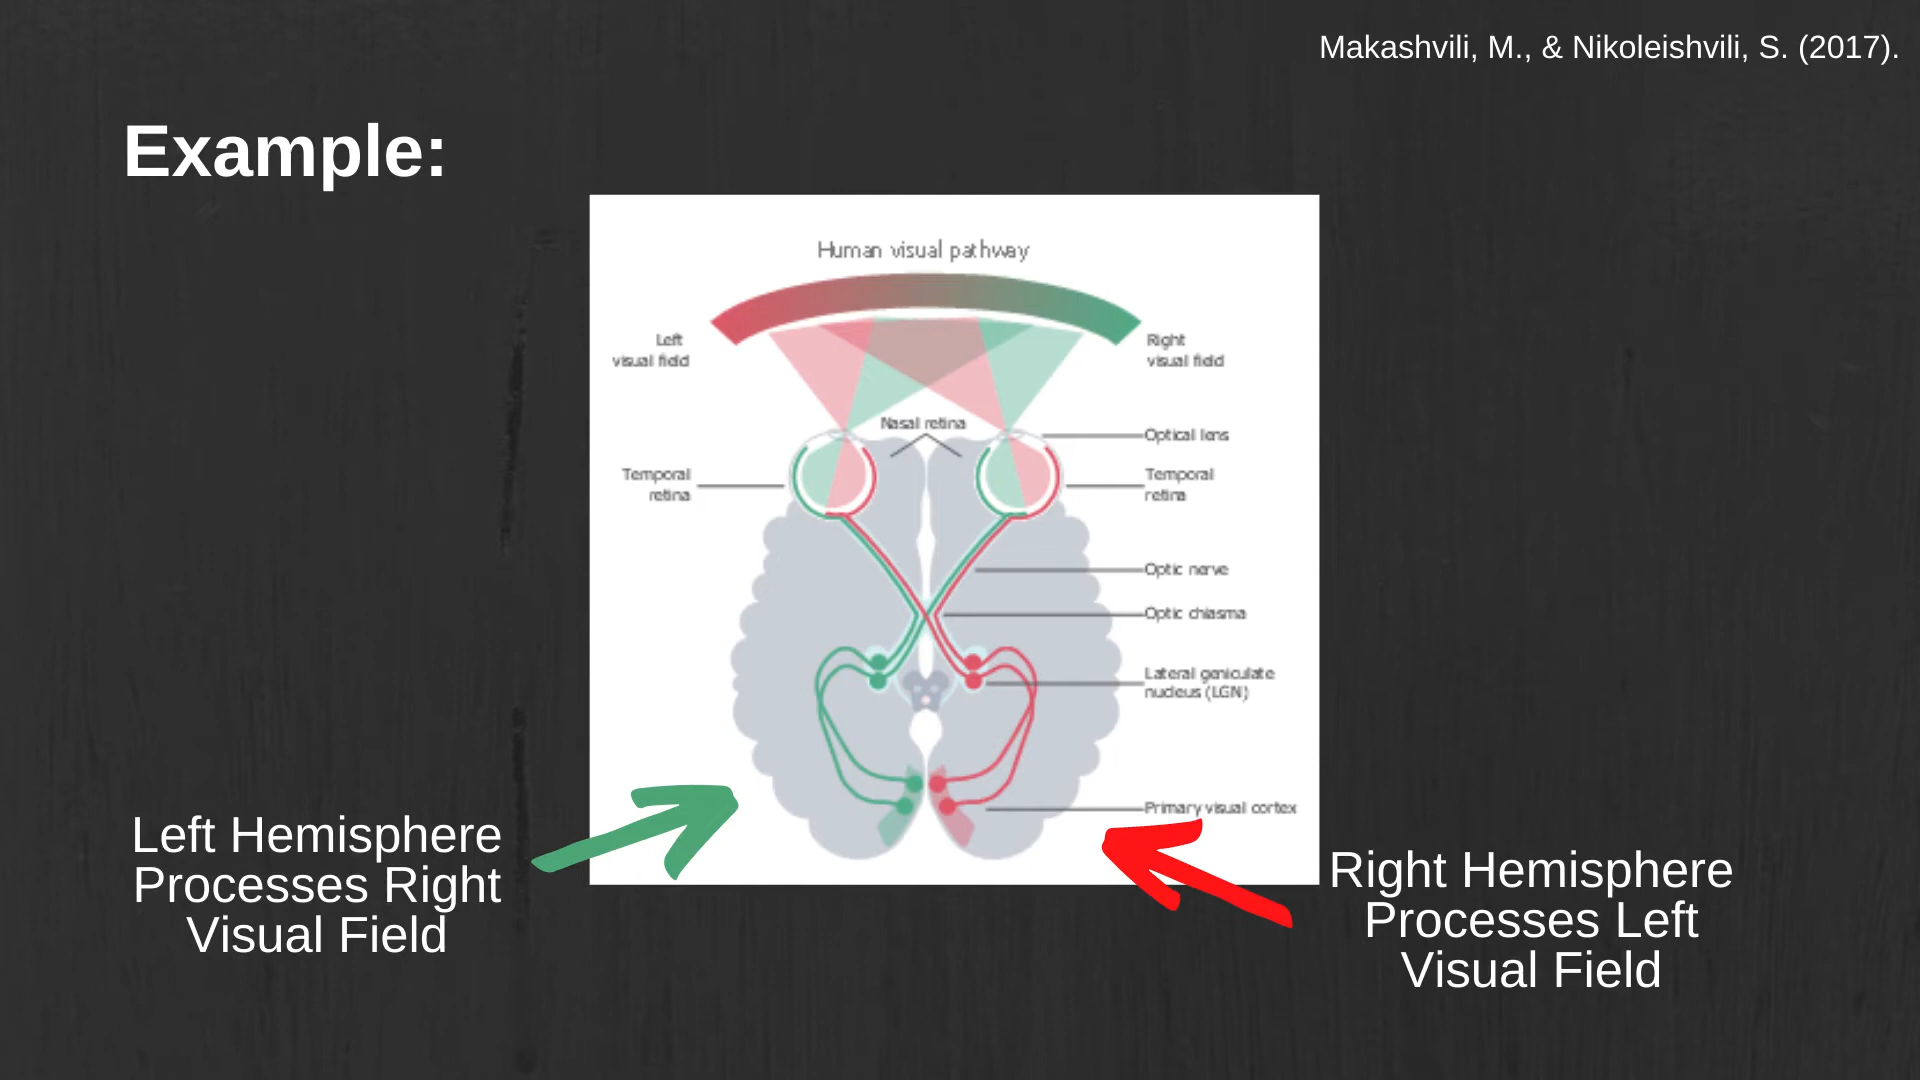 Makashvili, M., & Nikoleishvili, S. (2017).
Example:
Human visual pathway
Left
visual field
Right
visual field
Nasal retina
Optical lens
Temporal
retina
Temporal
retina
Optic nerve
Optic chiasma
Lateral geniculate
nucleus (LGN)
Primary visual cortex
Left Hemisphere
Processes Right
Visual Field
Right Hemisphere
Processes Left
Visual Field